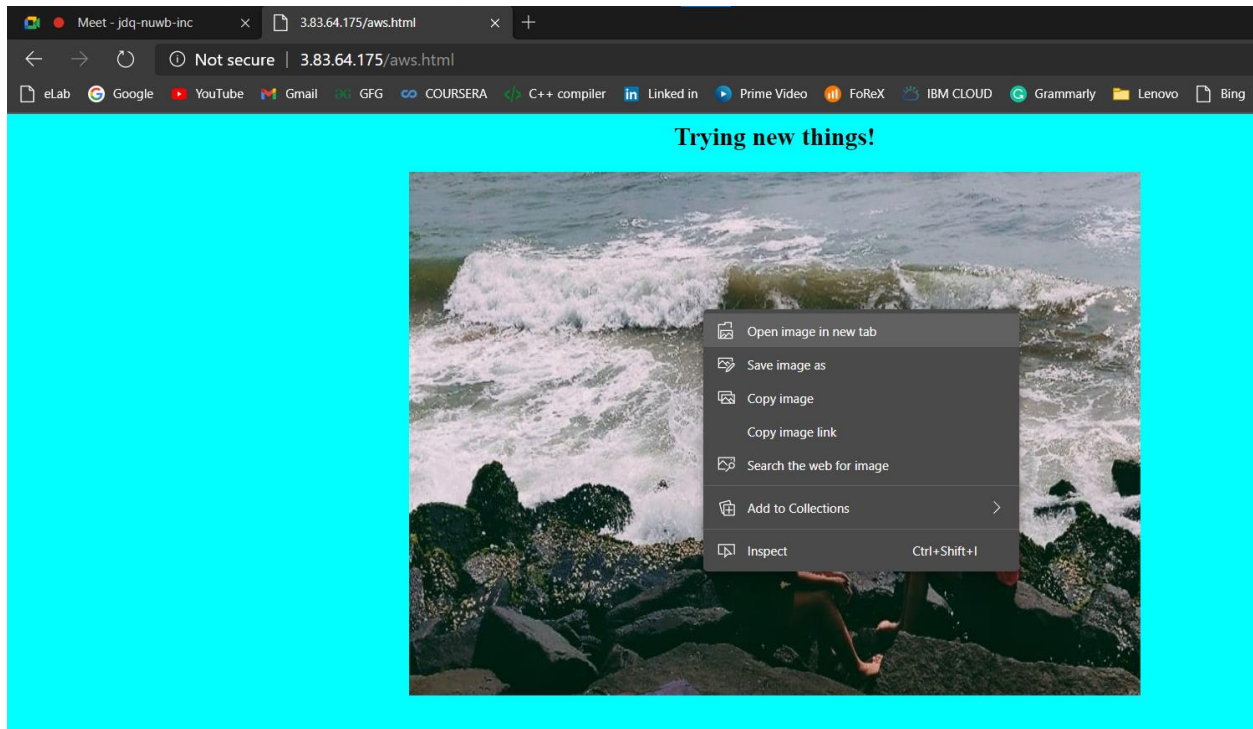 Meet - jdq-nuwb-inc 3.83.64.175/aws.html
Not secure | 3.83.64.175/aws.html
eLab Google YouTube Gmail GFG COURSERA C++ compiler Linked in Prime Video FoReX IBM CLOUD Grammarly Lenovo Bing
Trying new things!
Open image in new tab
Save image as
Copy image
Copy image link
Search the web for image
Add to Collections
Inspect Ctrl+Shift+I